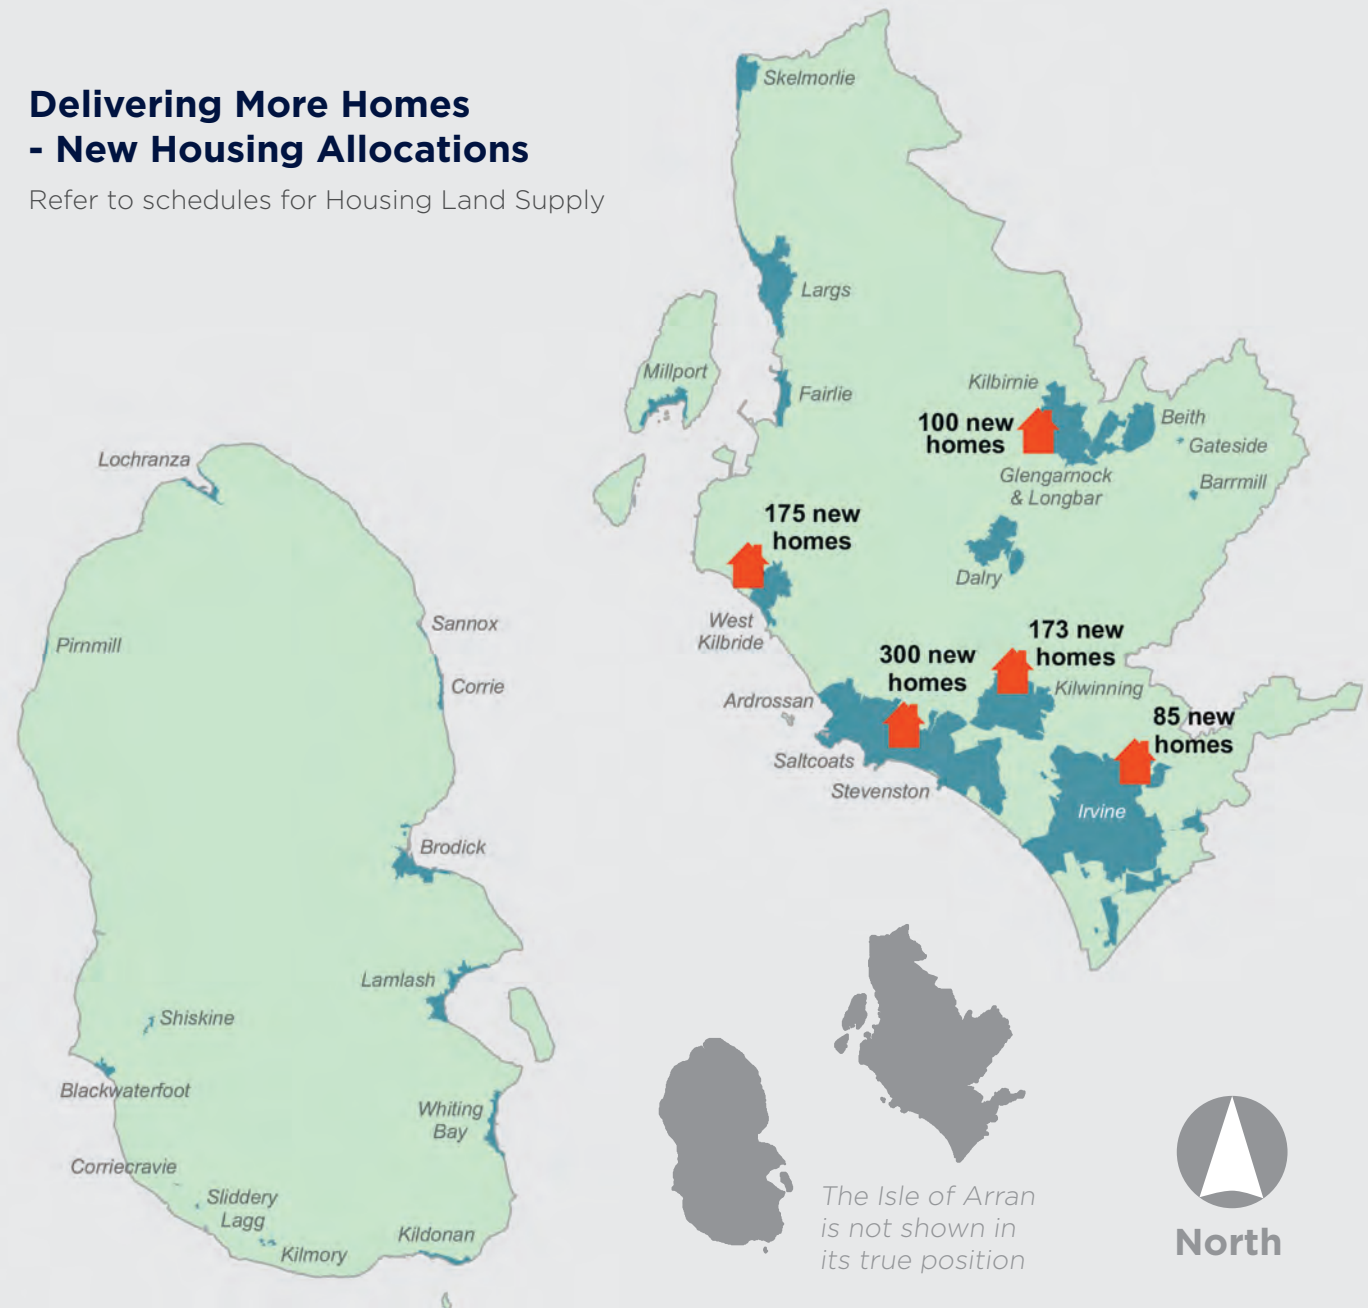 Delivering More Homes
- New Housing Allocations
Refer to schedules for Housing Land Supply
Skelmorlie
Largs
Millport
Fairlie
Kilbirnie
100 new
homes
Beith
Gateside
Glengarnock
& Longbar
Barrmill
175 new
homes
Dalry
West
Kilbride
173 new
homes
300 new
homes
Kilwinning
Ardrossan
85 new
homes
Saltcoats
Stevenston
Irvine
Lochranza
Sannox
Pirnmill
Corrie
Brodick
Lamlash
Shiskine
Blackwaterfoot
Whiting
Bay
Corriecravie
Sliddery
Lagg
Kildonan
Kilmory
The Isle of Arran
is not shown in
its true position
North